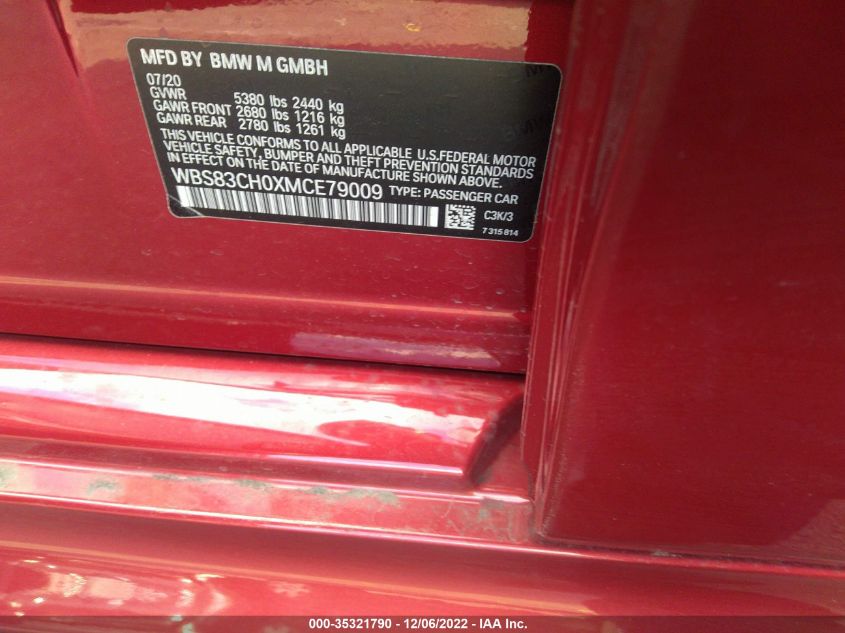 MFD BY BMW M GMBH
07/20
GVWR 5380 lbs 2440 kg
GAWR FRONT 2680 lbs 1216 kg
GAWR REAR 2780 lbs 1261 kg
THIS VEHICLE CONFORMS TO ALL APPLICABLE U.S.FEDERAL MOTOR
VEHICLE SAFETY, BUMPER AND THEFT PREVENTION STANDARDS
IN EFFECT ON THE DATE OF MANUFACTURE SHOWN ABOVE.
WBS83CH0XMCE79009 TYPE: PASSENGER CAR
C3K/3
7 315 814
000-35321790 - 12/06/2022 - IAA Inc.